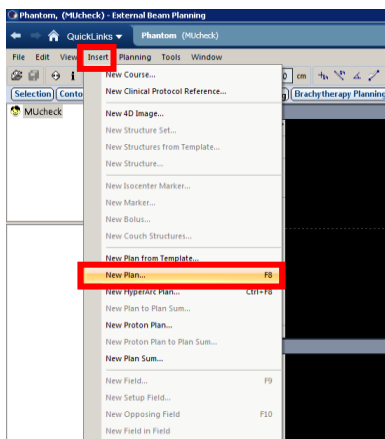 Phantom, (MUcheck) - External Beam Planning
QuickLinks ▼ Phantom (MUcheck)
File Edit View Insert Planning Tools Window
cm
Selection Brachytherapy Planning
MUcheck
New Course...
New Clinical Protocol Reference...
New 4D Image...
New Structure Set...
New Structures from Template...
New Structure...
New Isocenter Marker...
New Marker...
New Bolus...
New Couch Structures...
New Plan from Template...
New Plan... F8
New HyperArc Plan... Ctrl+F8
New Plan to Plan Sum...
New Proton Plan...
New Proton Plan to Plan Sum...
New Plan Sum...
New Field... F9
New Setup Field...
New Opposing Field F10
New Field in Field